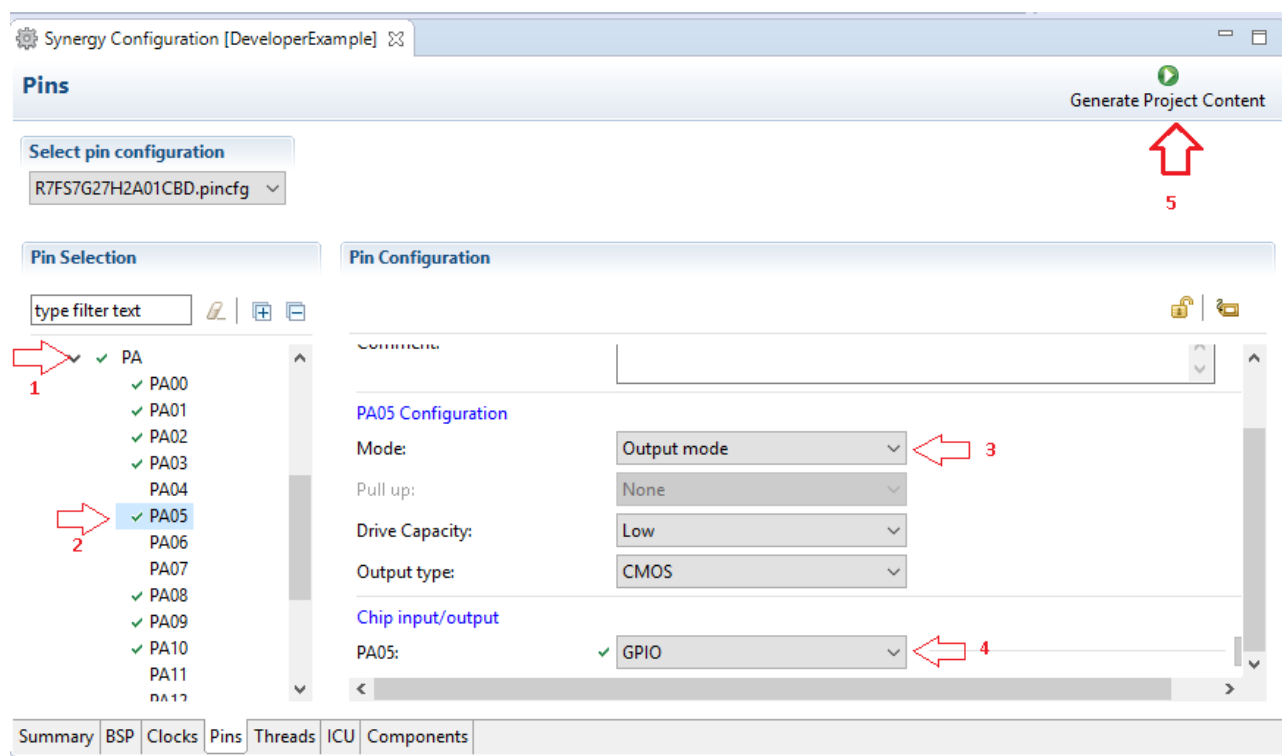 Synergy Configuration [DeveloperExample]
Pins
Generate Project Content
5
Select pin configuration
R7FS7G27H2A01CBD.pincfg
Pin Selection
type filter text
1
PA
PA00
PA01
PA02
PA03
PA04
PA05
2
PA06
PA07
PA08
PA09
PA10
PA11
PA12
Pin Configuration
Comment:
PA05 Configuration
Mode: Output mode 3
Pull up: None
Drive Capacity: Low
Output type: CMOS
Chip input/output
PA05: GPIO 4
Summary BSP Clocks Pins Threads ICU Components